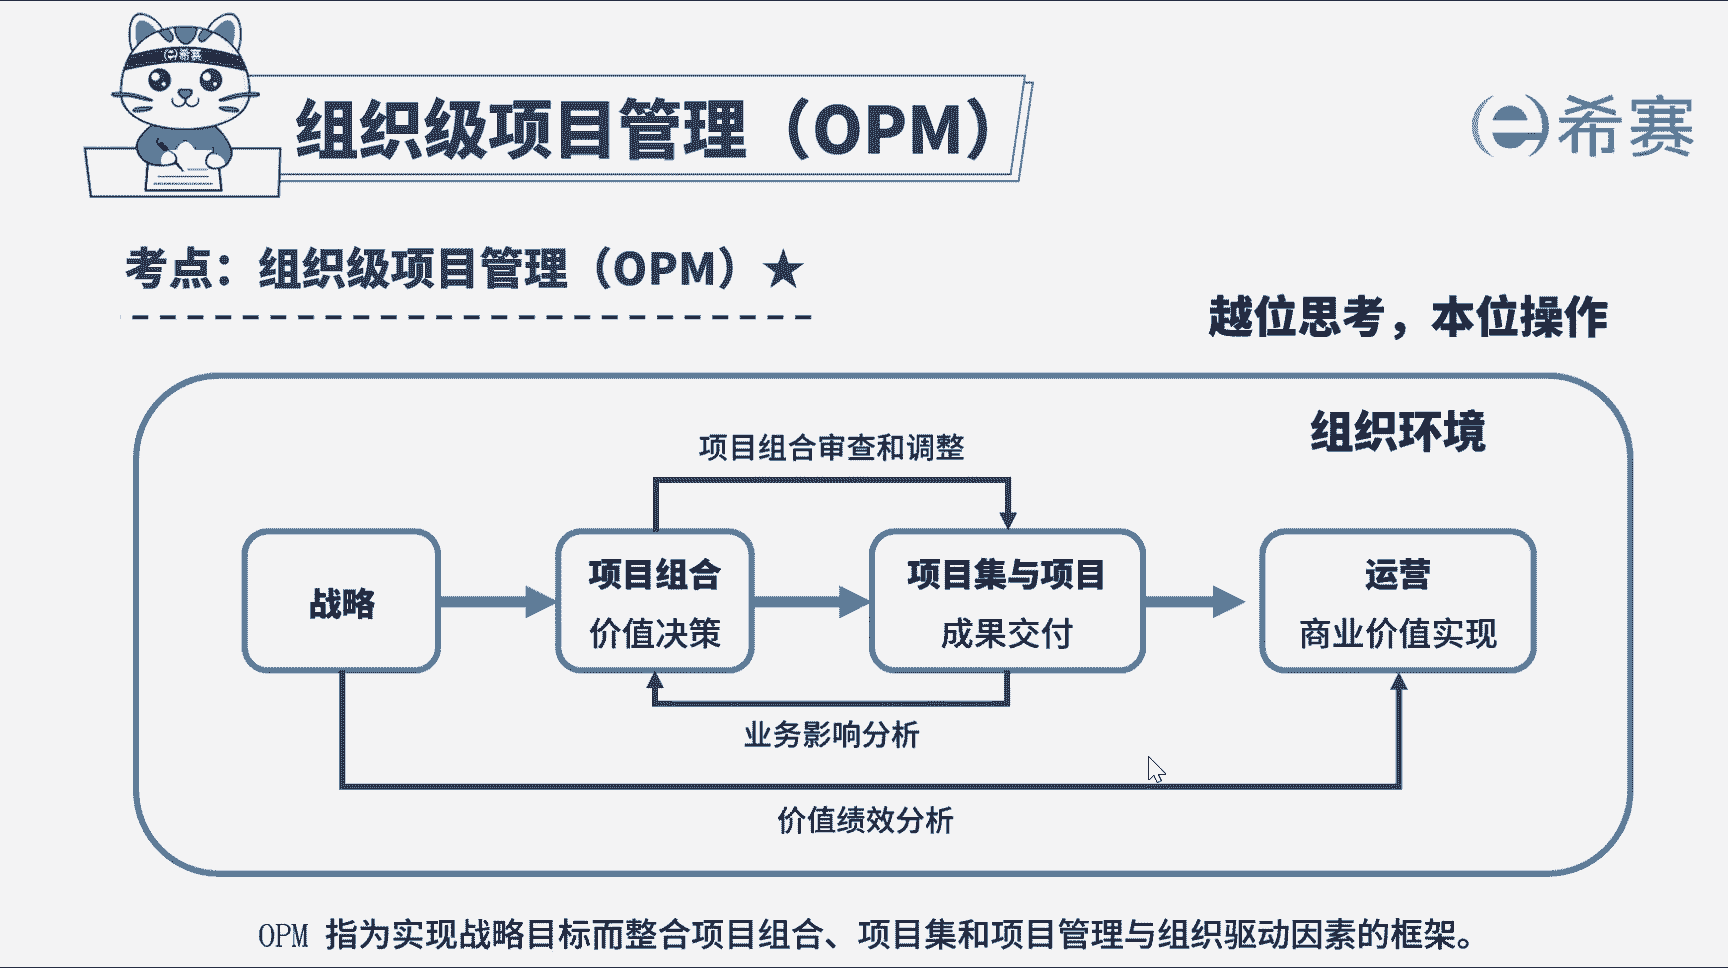 希赛
组织级项目管理（OPM）
希赛
考点：组织级项目管理（OPM）★
越位思考，本位操作
组织环境
项目组合审查和调整
战略
项目组合
价值决策
项目集与项目
成果交付
运营
商业价值实现
业务影响分析
价值绩效分析
OPM 指为实现战略目标而整合项目组合、项目集和项目管理与组织驱动因素的框架。